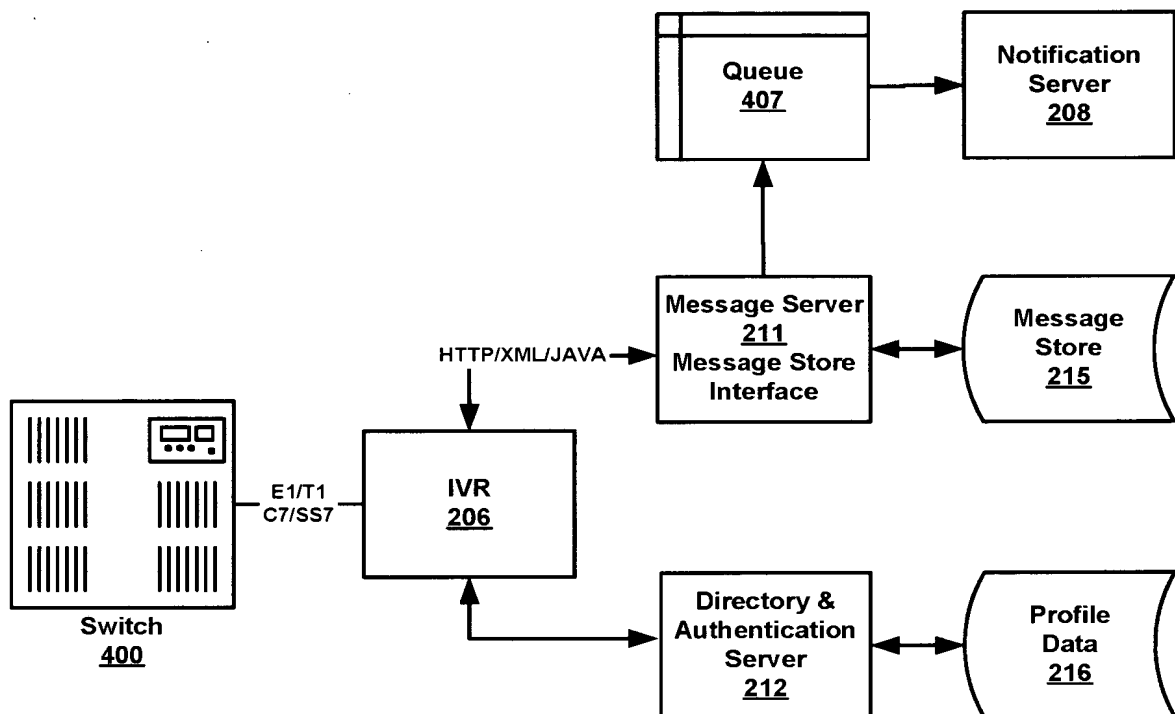 Queue
407
Notification
Server
208
Message Server
211
Message Store
Interface
Message
Store
215
HTTP/XML/JAVA
E1/T1
C7/SS7
IVR
206
Switch
400
Directory &
Authentication
Server
212
Profile
Data
216